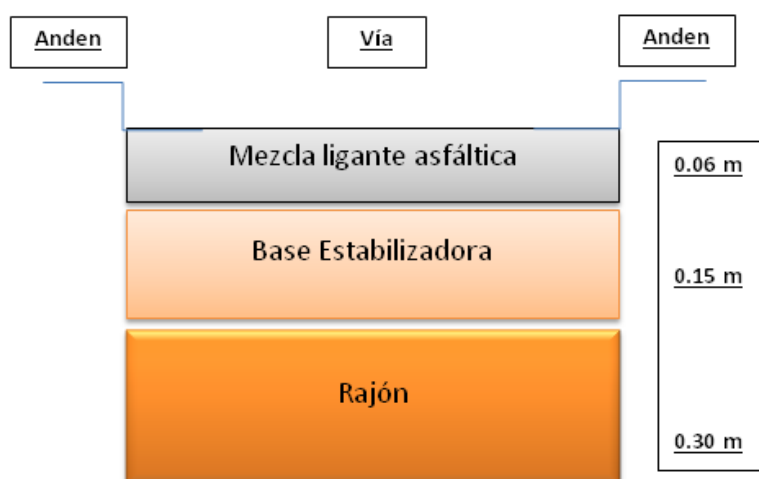 Anden
Vía
Anden
Mezcla ligante asfáltica
0.06 m
Base Estabilizadora
0.15 m
Rajón
0.30 m